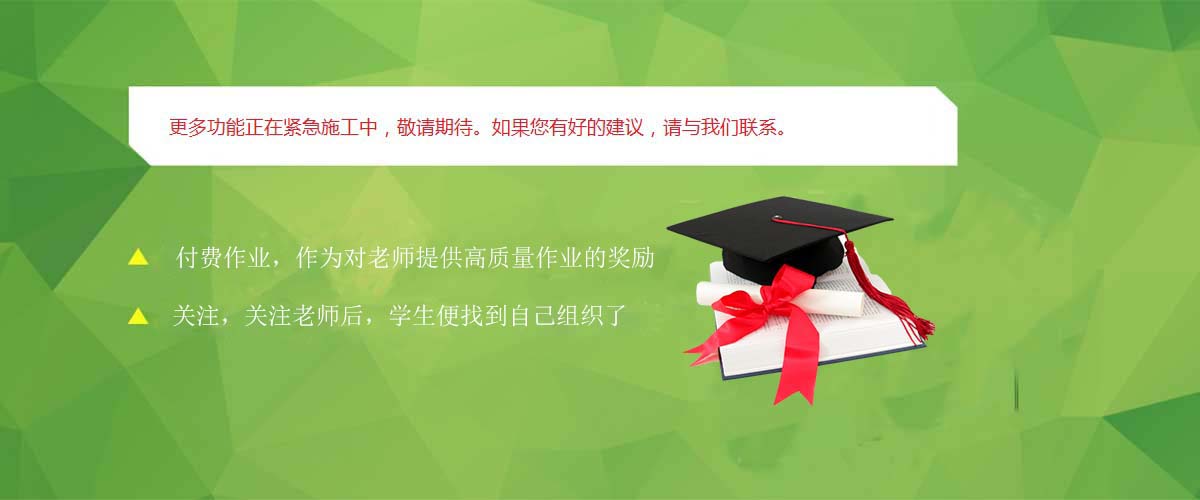 更多功能正在紧急施工中，敬请期待。如果您有好的建议，请与我们联系。
付费作业，作为对老师提供高质量作业的奖励
关注，关注老师后，学生便找到自己组织了